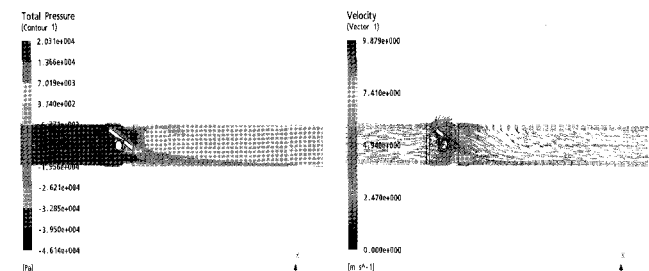 Total Pressure
(Contour 1)
2.031e+004
1.366e+004
7.019e+003
3.740e+002
-2.621e+004
-3.285e+004
-3.950e+004
-4.614e+004
[Pa]
x
Velocity
(Vector 1)
9.879e+000
7.410e+000
4.940e+000
2.470e+000
0.000e+000
[m s^-1]
x